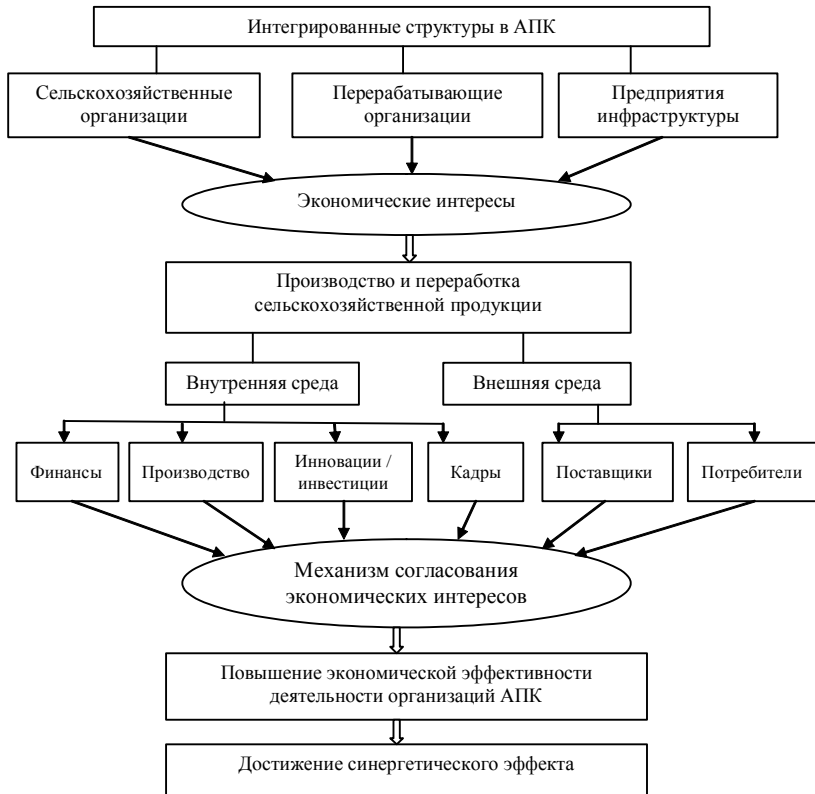 Интегрированные структуры в АПК
Сельскохозяйственные
организации
Перерабатывающие
организации
Предприятия
инфраструктуры
Экономические интересы
Производство и переработка
сельскохозяйственной продукции
Внутренняя среда
Внешняя среда
Финансы
Производство
Инновации /
инвестиции
Кадры
Поставщики
Потребители
Механизм согласования
экономических интересов
Повышение экономической эффективности
деятельности организаций АПК
Достижение синергетического эффекта